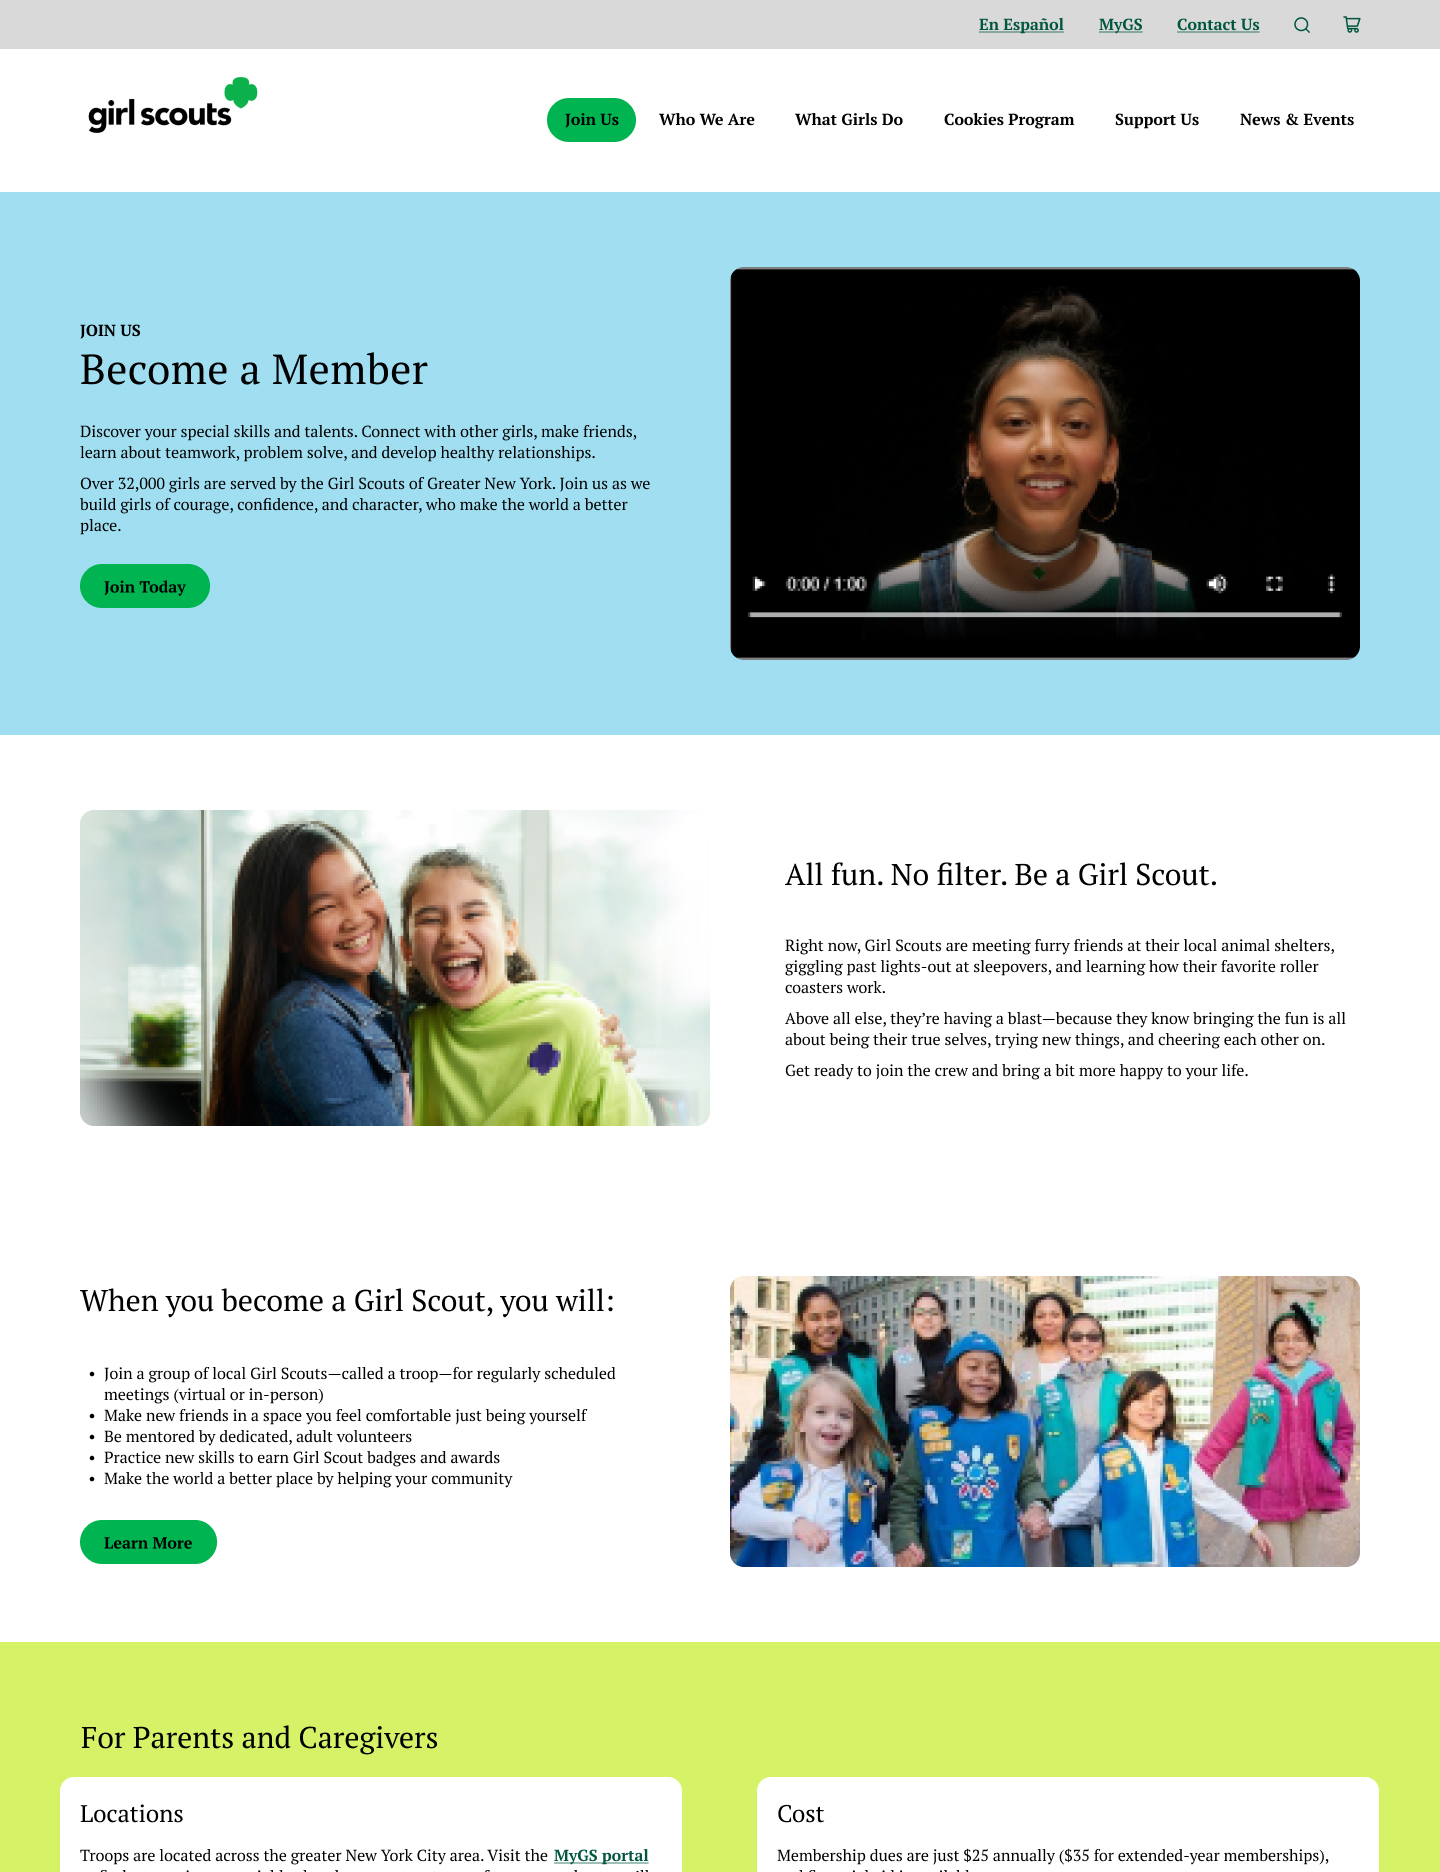 En Español MyGS Contact Us
girl scouts
Join Us Who We Are What Girls Do Cookies Program Support Us News & Events
JOIN US
Become a Member
Discover your special skills and talents. Connect with other girls, make friends,
learn about teamwork, problem solve, and develop healthy relationships.
Over 32,000 girls are served by the Girl Scouts of Greater New York. Join us as we
build girls of courage, confidence, and character, who make the world a better
place.
Join Today
0:00 / 1:00
All fun. No filter. Be a Girl Scout.
Right now, Girl Scouts are meeting furry friends at their local animal shelters,
giggling past lights-out at sleepovers, and learning how their favorite roller
coasters work.
Above all else, they’re having a blast—because they know bringing the fun is all
about being their true selves, trying new things, and cheering each other on.
Get ready to join the crew and bring a bit more happy to your life.
When you become a Girl Scout, you will:
• Join a group of local Girl Scouts—called a troop—for regularly scheduled
meetings (virtual or in-person)
• Make new friends in a space you feel comfortable just being yourself
• Be mentored by dedicated, adult volunteers
• Practice new skills to earn Girl Scout badges and awards
• Make the world a better place by helping your community
Learn More
For Parents and Caregivers
Locations
Troops are located across the greater New York City area. Visit the MyGS portal
Cost
Membership dues are just $25 annually ($35 for extended-year memberships),